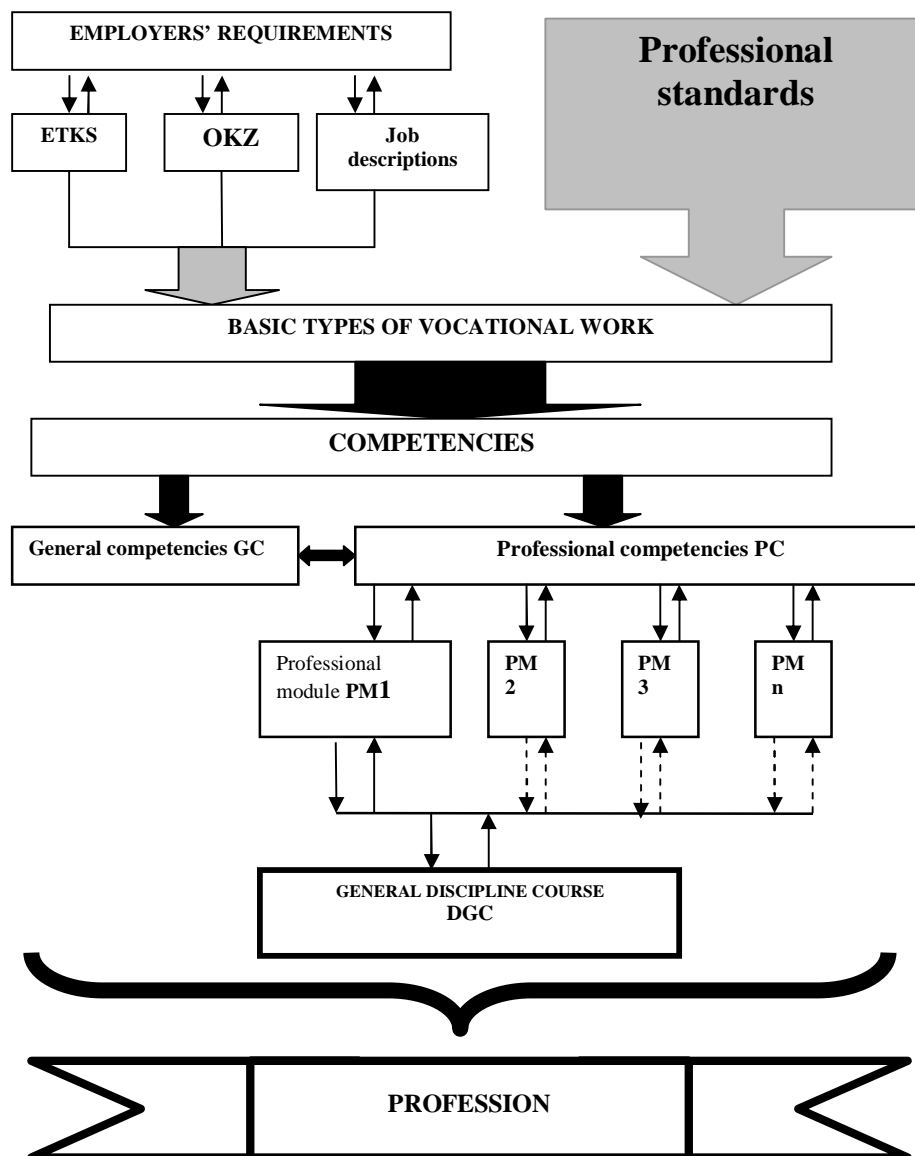 EMPLOYERS’ REQUIREMENTS
Professional
standards
ETKS
OKZ
Job
descriptions
BASIC TYPES OF VOCATIONAL WORK
COMPETENCIES
General competencies GC
Professional competencies PC
Professional
module PM1
PM
2
PM
3
PM
n
GENERAL DISCIPLINE COURSE
DGC
PROFESSION